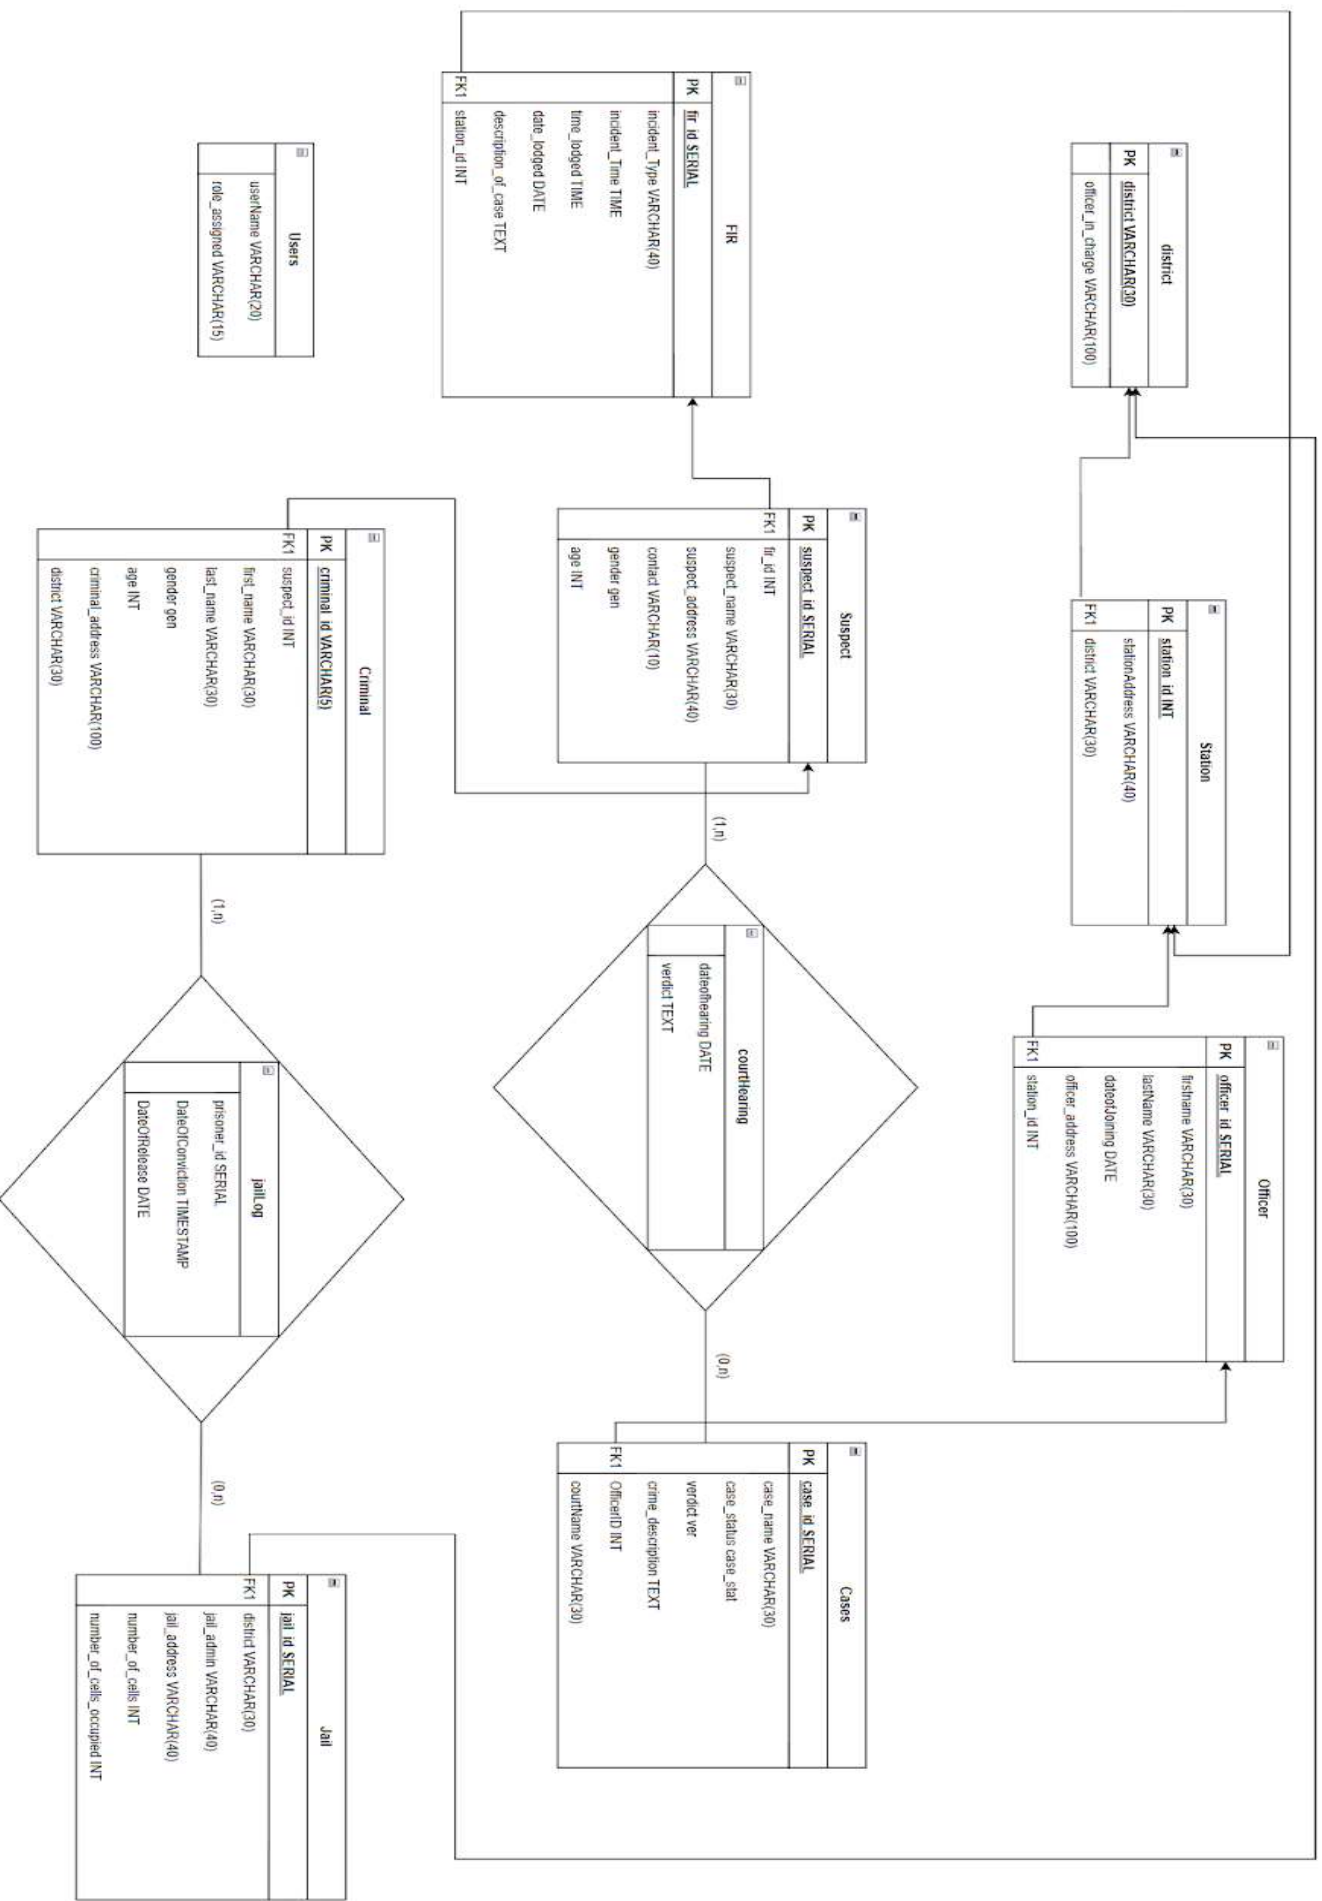 district
PK district VARCHAR(30)
officer_in_charge VARCHAR(100)
Station
PK station_id INT
stationAddress VARCHAR(40)
FK1 district VARCHAR(30)
Officer
PK officer_id SERIAL
firstname VARCHAR(30)
lastName VARCHAR(30)
dateofJoining DATE
officer_address VARCHAR(100)
FK1 station_id INT
FIR
PK fir_id SERIAL
incident_Type VARCHAR(40)
incident_Time TIME
time_lodged TIME
date_lodged DATE
description_of_case TEXT
FK1 station_id INT
Suspect
PK suspect_id SERIAL
FK1 fir_id INT
suspect_name VARCHAR(30)
suspect_address VARCHAR(40)
contact VARCHAR(10)
gender gen
age INT
(1,n)
courtHearing
dateofhearing DATE
verdict TEXT
(0,n)
Cases
PK case_id SERIAL
case_name VARCHAR(30)
case_status case_stat
verdict ver
crime_description TEXT
FK1 OfficerID INT
courtName VARCHAR(30)
Users
userName VARCHAR(20)
role_assigned VARCHAR(15)
Criminal
PK criminal_id VARCHAR(5)
FK1 suspect_id INT
first_name VARCHAR(30)
last_name VARCHAR(30)
gender gen
age INT
criminal_address VARCHAR(100)
district VARCHAR(30)
(1,n)
jailLog
prisoner_id SERIAL
DateOfConviction TIMESTAMP
DateOfRelease DATE
(0,n)
Jail
PK jail_id SERIAL
FK1 district VARCHAR(30)
jail_admin VARCHAR(40)
jail_address VARCHAR(40)
number_of_cells INT
number_of_cells_occupied INT